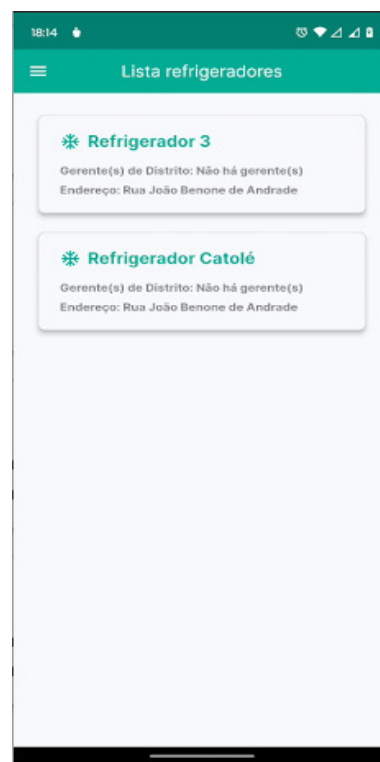 18:14
Lista refrigeradores
Refrigerador 3
Gerente(s) de Distrito: Não há gerente(s)
Endereço: Rua João Benone de Andrade
Refrigerador Catolé
Gerente(s) de Distrito: Não há gerente(s)
Endereço: Rua João Benone de Andrade